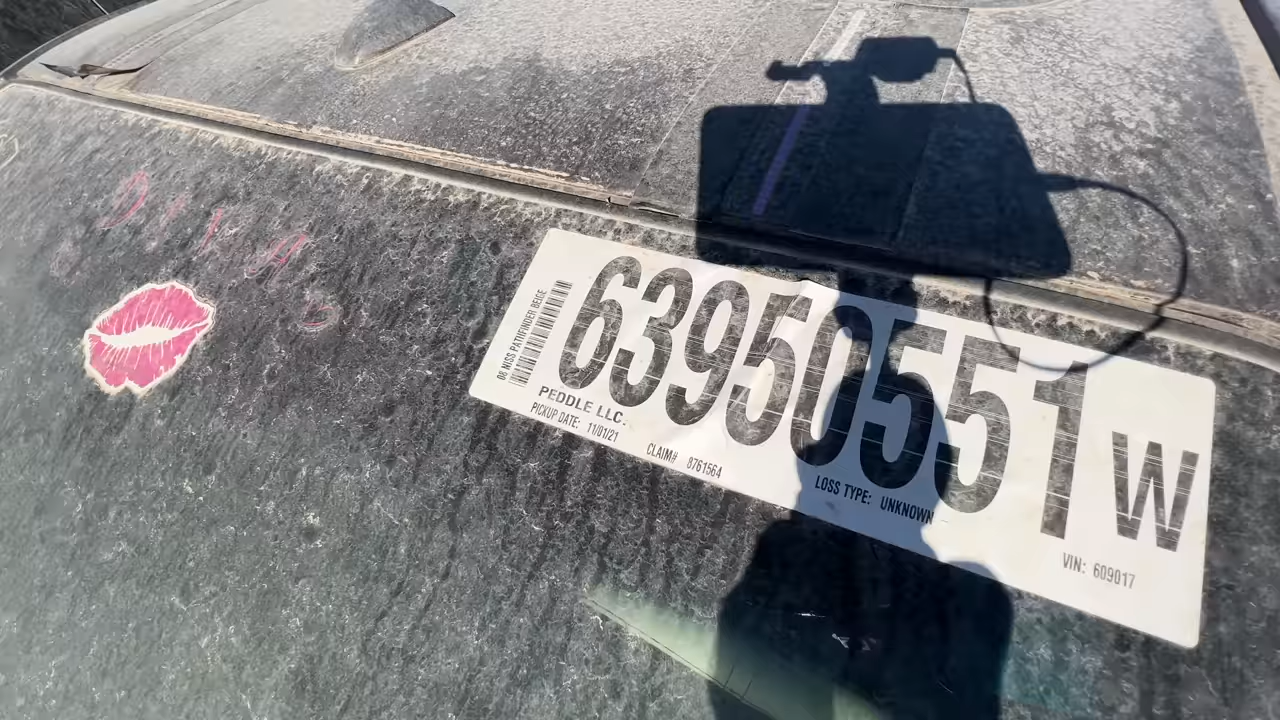 63950551 W
06 NISS PATHFINDER BEIGE
PEDDLE LLC.
PICKUP DATE: 11/01/21
CLAIM# 8761564
LOSS TYPE: UNKNOWN
VIN: 609017